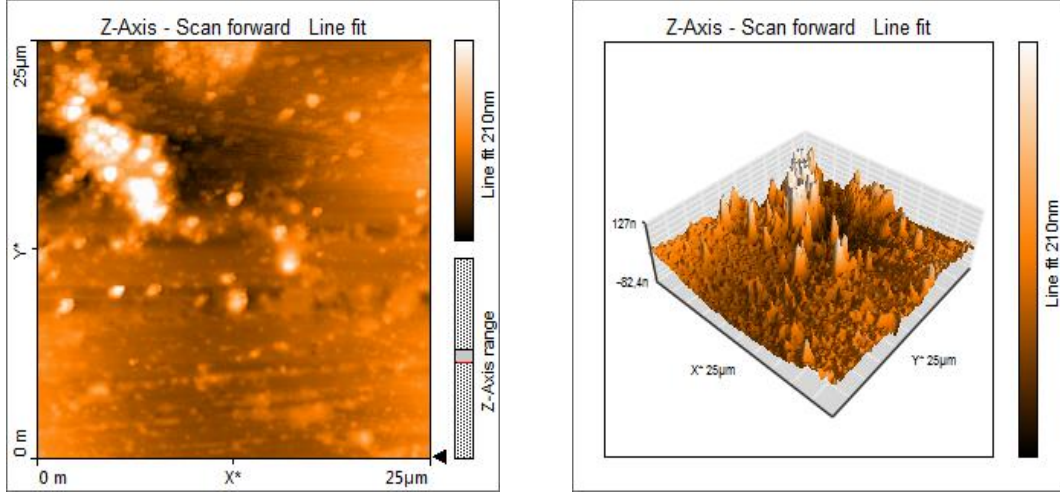 Z-Axis - Scan forward Line fit
25µm
Y*
0 m
0 m
X*
25µm
Line fit 210nm
Z-Axis range
Z-Axis - Scan forward Line fit
127n
-82,4n
X* 25µm
Y* 25µm
Line fit 210nm